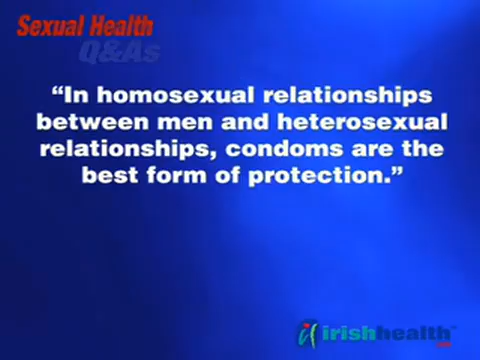 Sexual Health
Q&As
“In homosexual relationships
between men and heterosexual
relationships, condoms are the
best form of protection.”
irishhealth